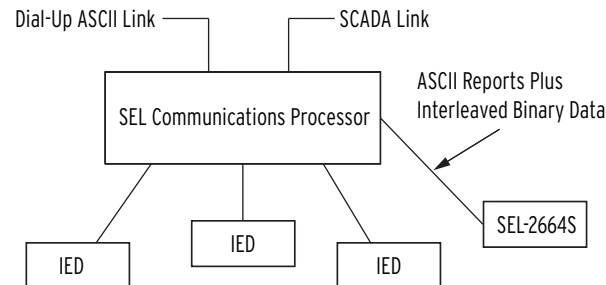 Dial-Up ASCII Link
SCADA Link
SEL Communications Processor
ASCII Reports Plus
Interleaved Binary Data
SEL-2664S
IED
IED
IED